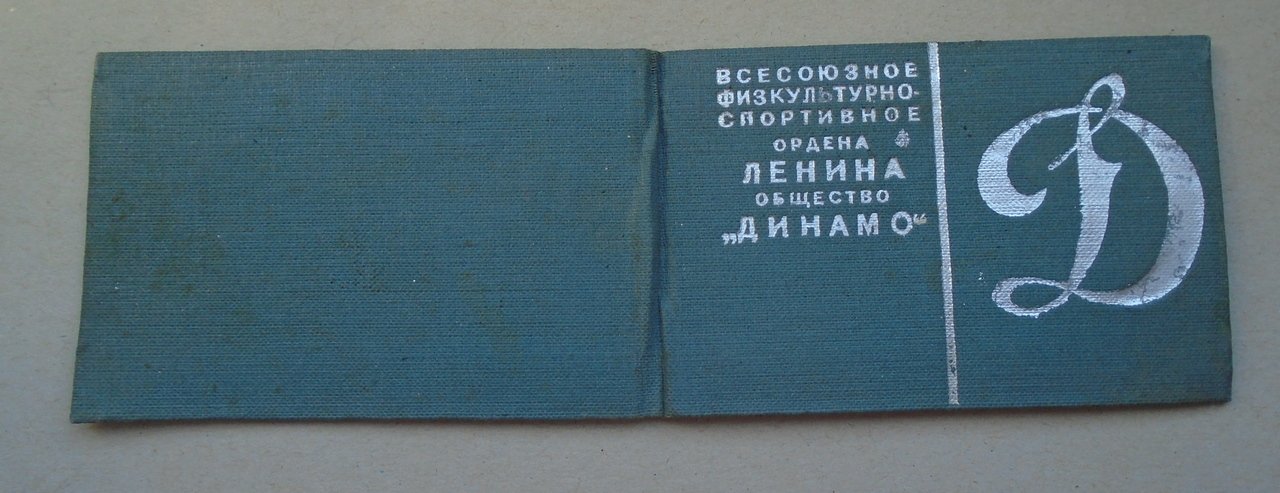 ВСЕСОЮЗНОЕ
ФИЗКУЛЬТУРНО-
СПОРТИВНОЕ
ОРДЕНА
ЛЕНИНА
ОБЩЕСТВО
„ДИНАМО“
Д